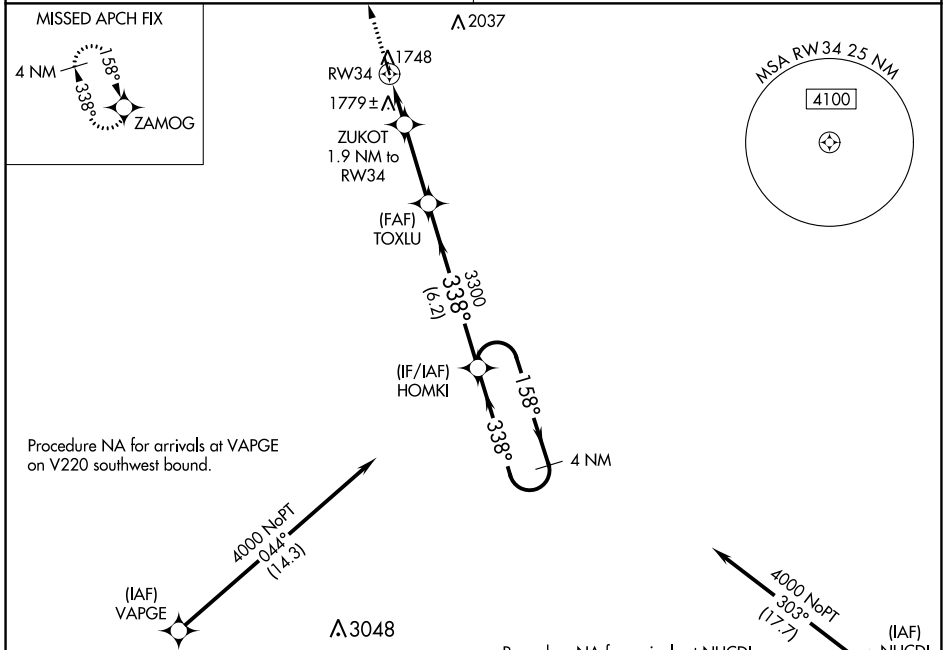 MISSED APCH FIX
4 NM
158°
338°
ZAMOG
2037
1748
RW34
1779 ±
ZUKOT
1.9 NM to
RW34
(FAF)
TOXLU
MSA RW34 25 NM
4100
3300
338°
(6.2)
(IF/IAF)
HOMKI
158°
338°
4 NM
Procedure NA for arrivals at VAPGE
on V220 southwest bound.
4000 NoPT
044°
(14.3)
(IAF)
VAPGE
3048
4000 NoPT
303°
(17.7)
(IAF)